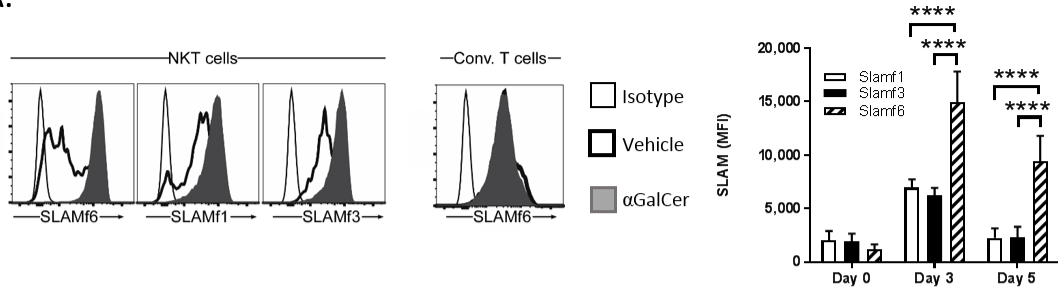 NKT cells
Conv. T cells
SLAMf6
SLAMf1
SLAMf3
SLAMf6
Isotype
Vehicle
αGalCer
****
****
****
****
SLAM (MFI)
20,000
15,000
10,000
5,000
0
Slamf1
Slamf3
Slamf6
Day 0
Day 3
Day 5